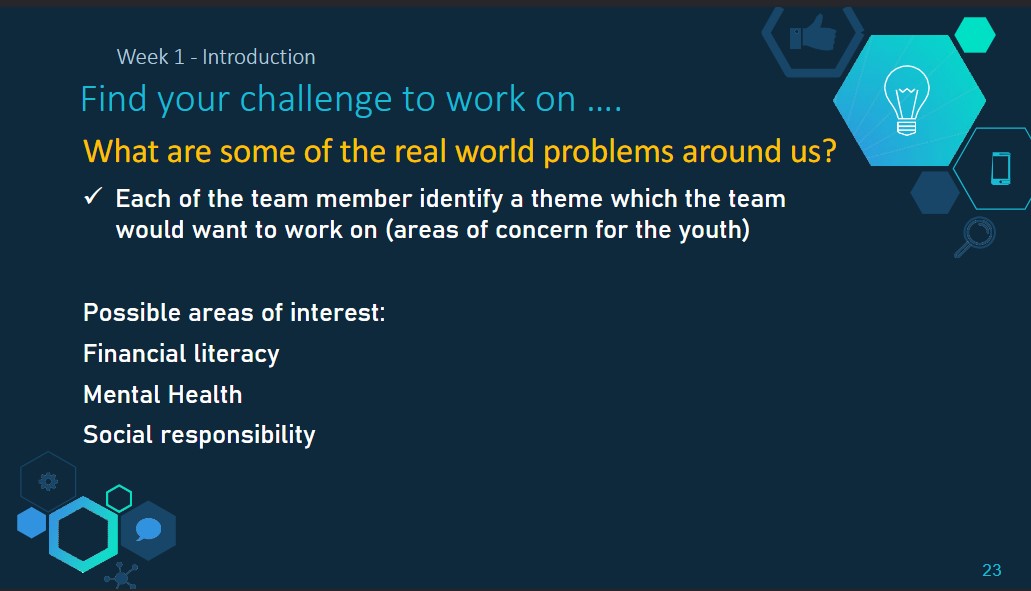 Week 1 - Introduction
Find your challenge to work on ....
What are some of the real world problems around us?
✓ Each of the team member identify a theme which the team
would want to work on (areas of concern for the youth)
Possible areas of interest:
Financial literacy
Mental Health
Social responsibility
23